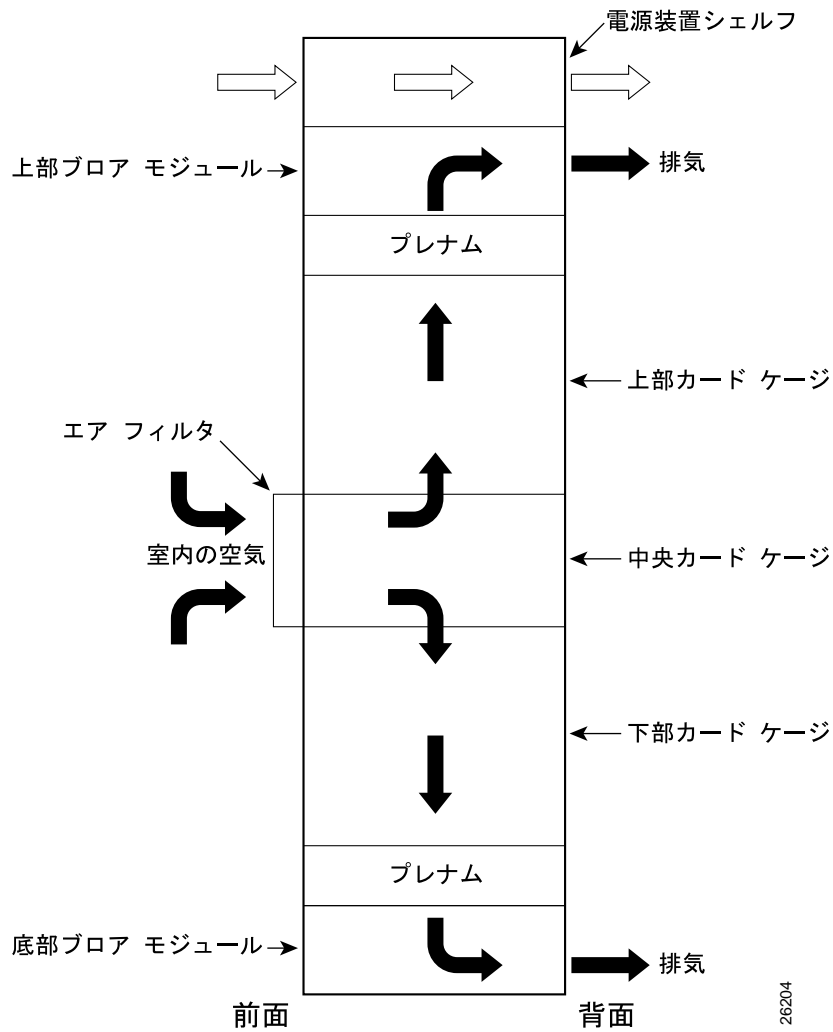 電源装置シェルフ
上部ブロア モジュール
排気
プレナム
上部カード ケージ
エア フィルタ
室内の空気
中央カード ケージ
下部カード ケージ
プレナム
底部ブロア モジュール
排気
前面
背面
26204